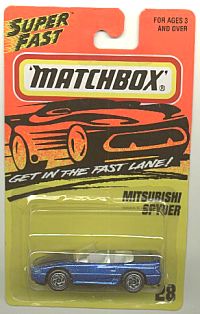 SUPER
FAST
FOR AGES 3
AND OVER
MATCHBOX®
GET IN THE FAST LANE!
MITSUBISHI
SPYDER
28